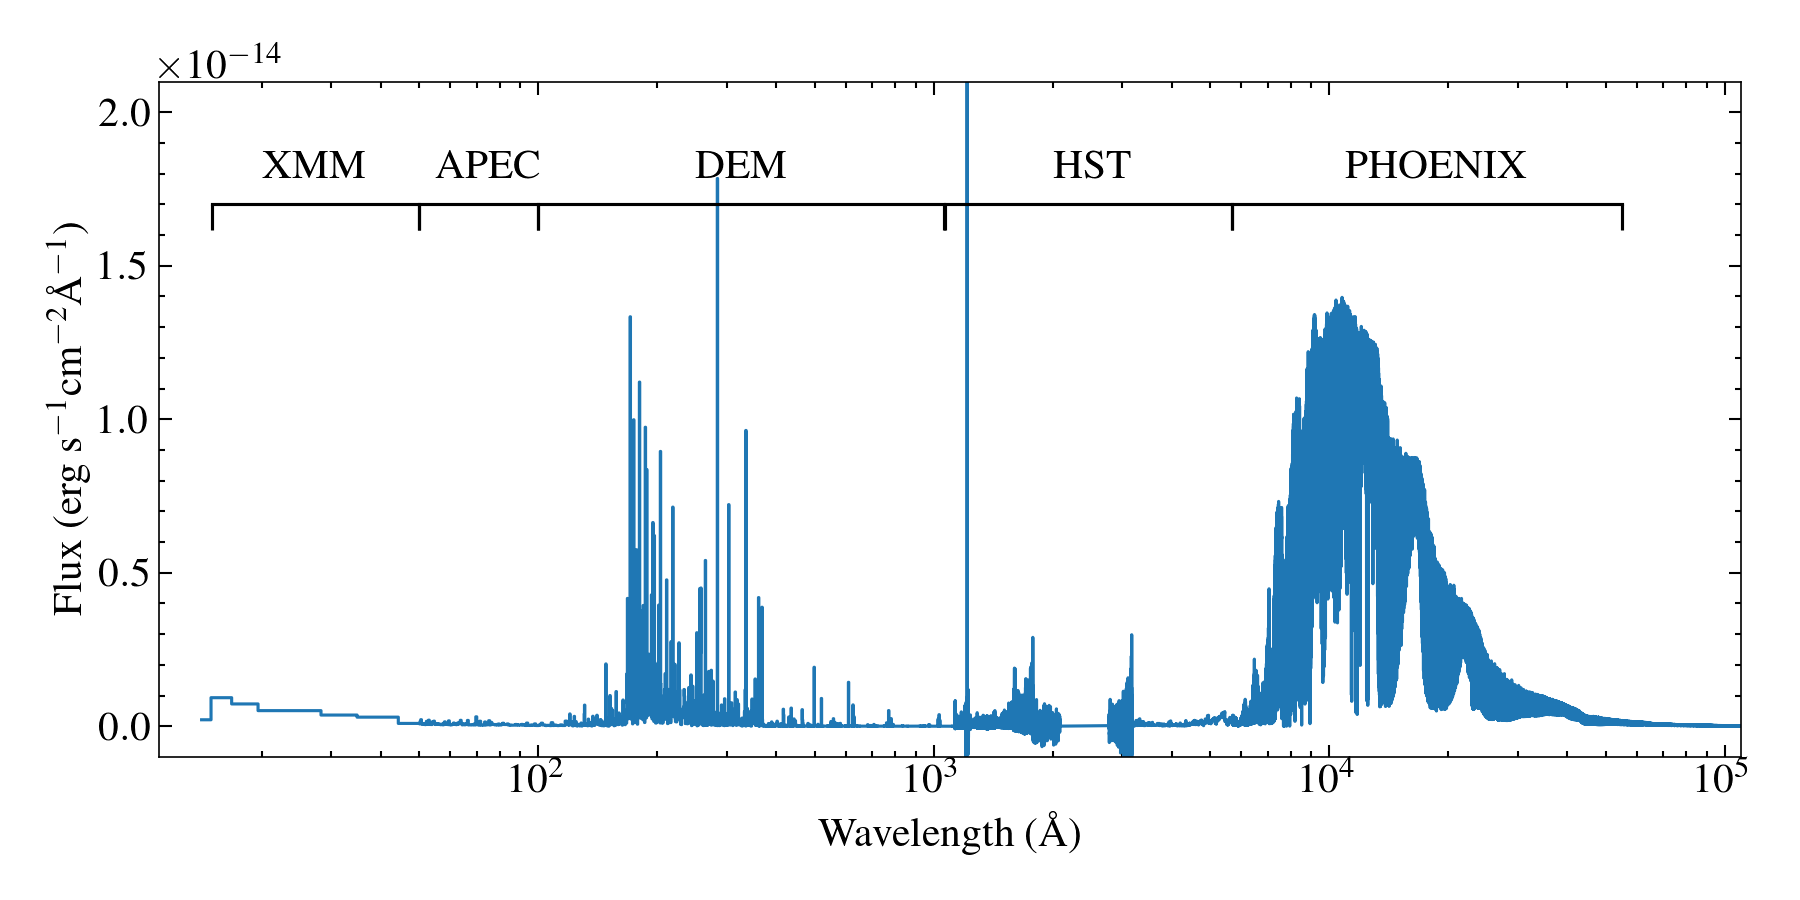 ×10⁻¹⁴
2.0
1.5
1.0
0.5
0.0
Flux (erg s⁻¹cm⁻²Å⁻¹)
XMM APEC DEM HST PHOENIX
10² 10³ 10⁴ 10⁵
Wavelength (Å)